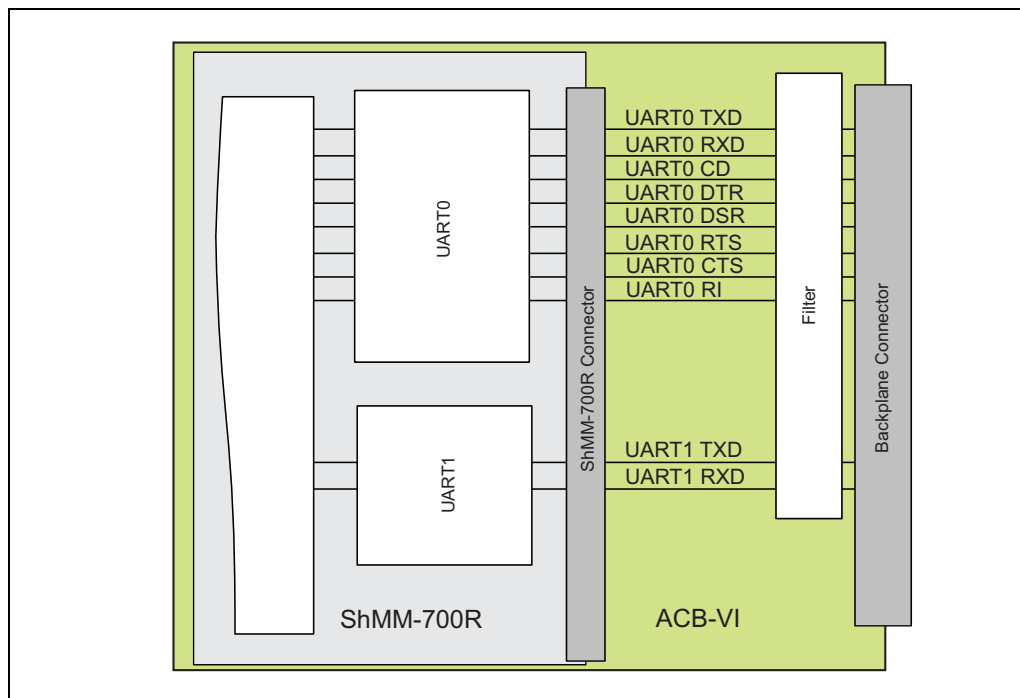 UART0 TXD
UART0 RXD
UART0 CD
UART0 DTR
UART0 DSR
UART0 RTS
UART0 CTS
UART0 RI
UART0
UART1
ShMM-700R Connector
Filter
Backplane Connector
UART1 TXD
UART1 RXD
ShMM-700R
ACB-VI